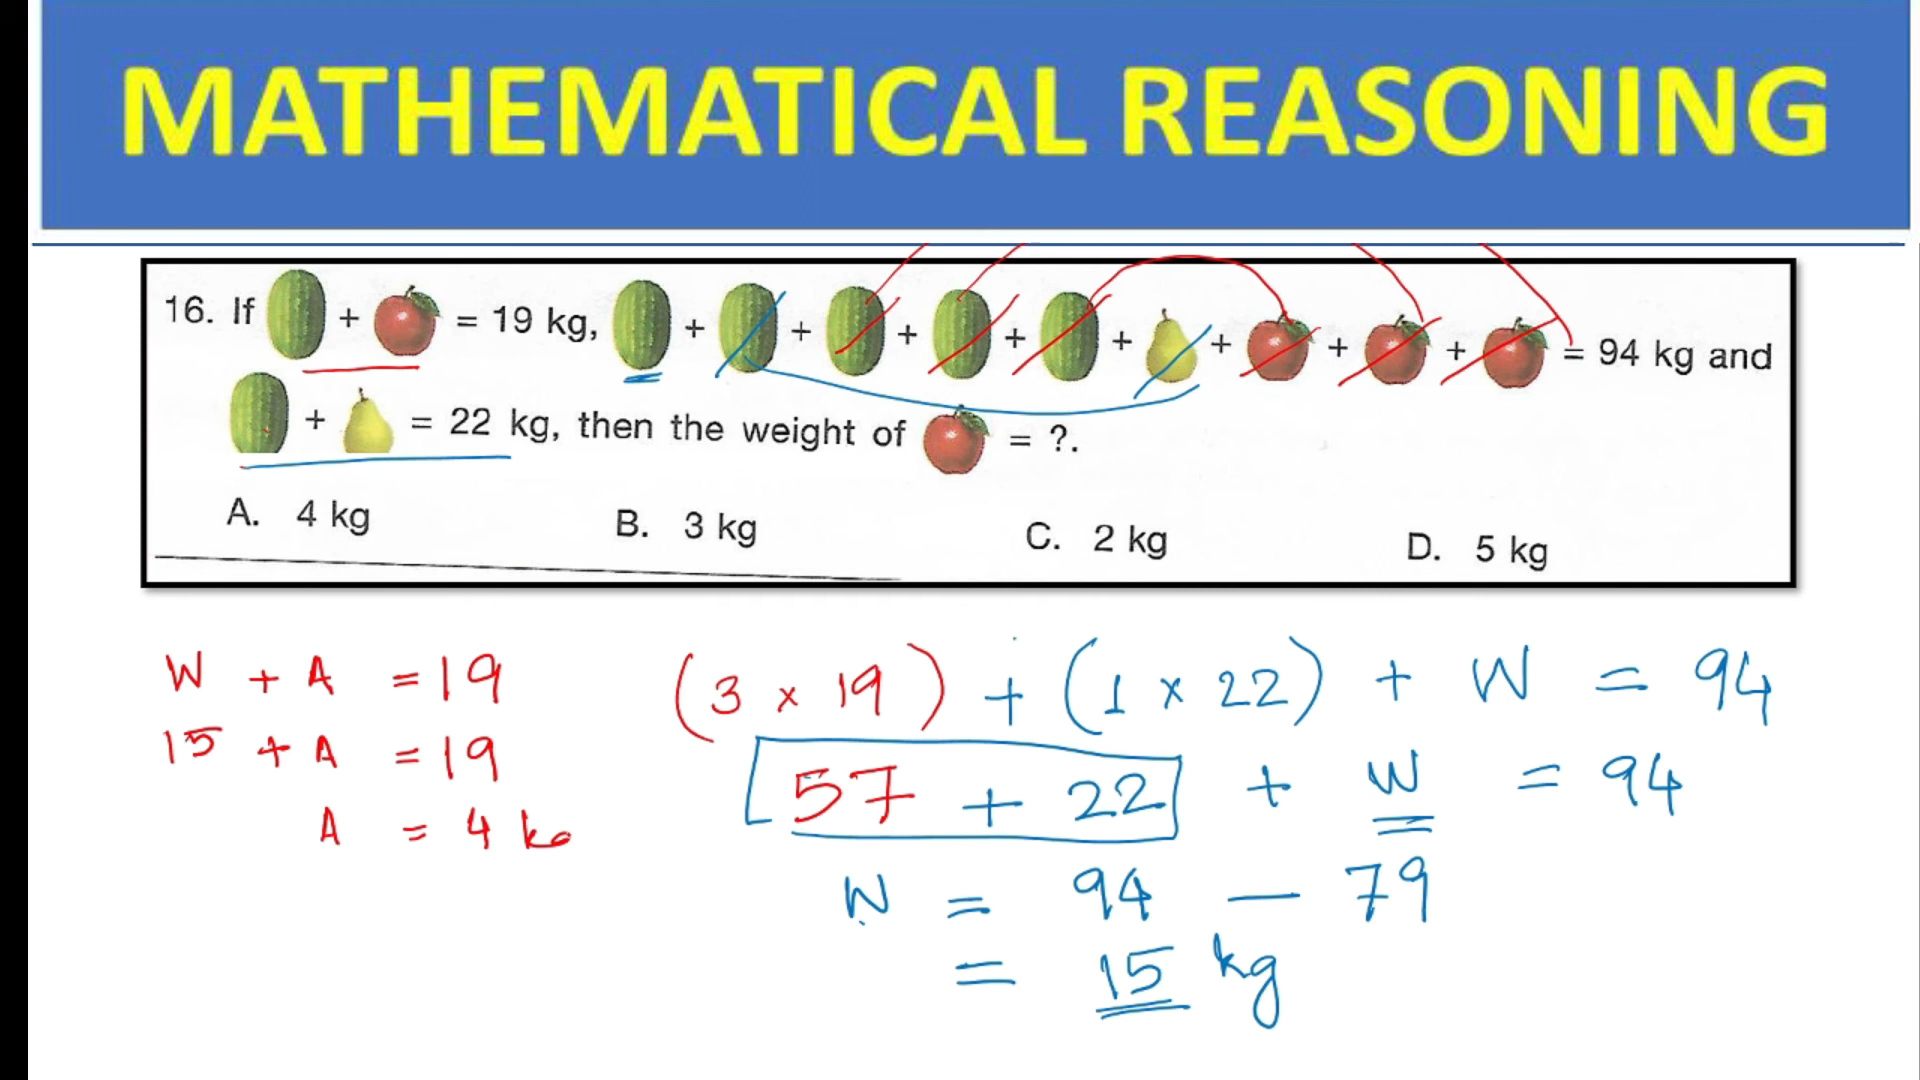 MATHEMATICAL REASONING
16. If + = 19 kg, + + + + + + + + = 94 kg and
+ = 22 kg, then the weight of = ?.
A. 4 kg B. 3 kg C. 2 kg D. 5 kg
W + A = 19
15 + A = 19
A = 4 kg
(3 x 19) + (1 x 22) + W = 94
57 + 22 + W = 94
W = 94 — 79
= 15 kg